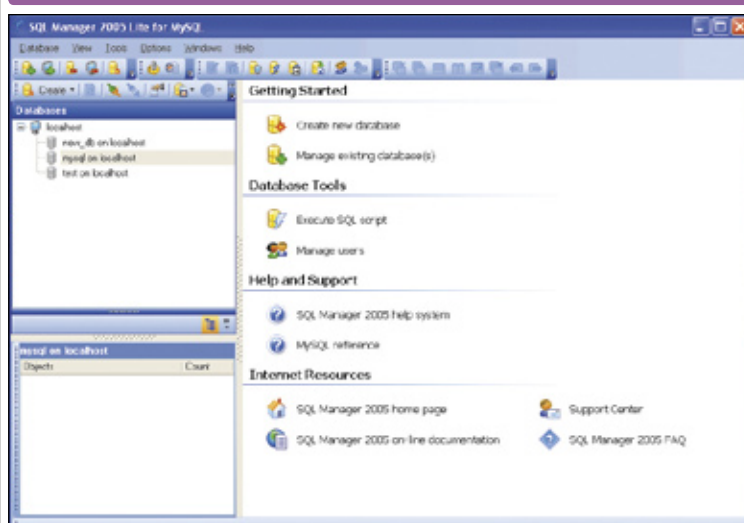 SQL Manager 2005 Lite for MySQL
Database View Tools Options Windows Help
Create
Databases
localhost
new_db on localhost
mysql on localhost
test on localhost
mysql on localhost
Objects Count
Getting Started
Create new database
Manage existing database(s)
Database Tools
Execute SQL script
Manage users
Help and Support
SQL Manager 2005 help system
MySQL reference
Internet Resources
SQL Manager 2005 home page Support Center
SQL Manager 2005 on-line documentation SQL Manager 2005 FAQ